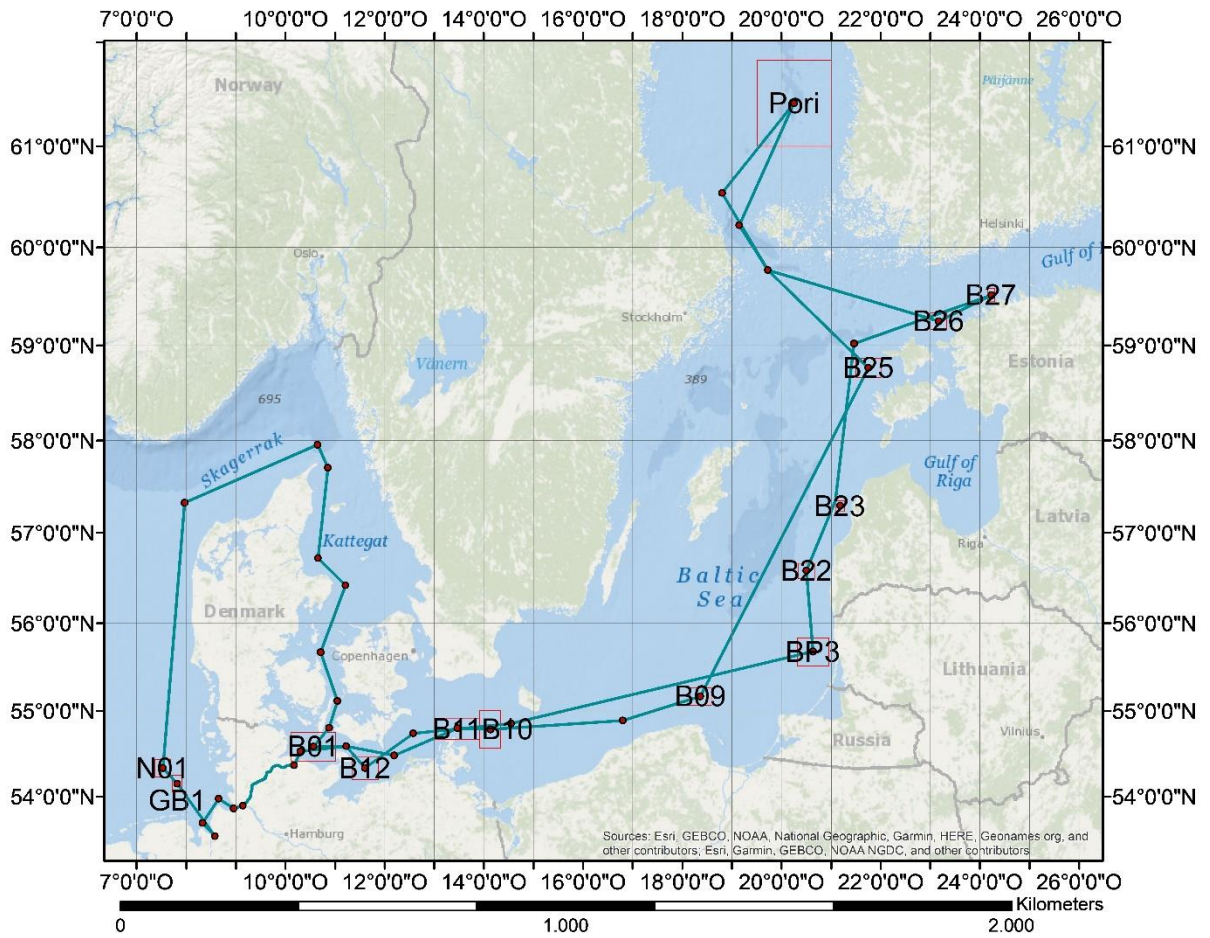 7°0'0"O 10°0'0"O 12°0'0"O 14°0'0"O 16°0'0"O 18°0'0"O 20°0'0"O 22°0'0"O 24°0'0"O 26°0'0"O
Norway
Päijänne
Pori
61°0'0"N 61°0'0"N
Helsinki
60°0'0"N 60°0'0"N
Oslo
Gulf of
B27
Stockholm
B26
59°0'0"N 59°0'0"N
Vänern
B25
Estonia
389
695
58°0'0"N 58°0'0"N
Skagerrak
Gulf of
Riga
B23
57°0'0"N 57°0'0"N
Latvia
Kattegat
Riga
B22
Baltic
Sea
Denmark
56°0'0"N 56°0'0"N
Copenhagen
BP3
Lithuania
B09
55°0'0"N 55°0'0"N
B11 B10
B01
Russia
Vilnius
N01
B12
GB1
54°0'0"N 54°0'0"N
Hamburg
Sources: Esri, GEBCO, NOAA, National Geographic, Garmin, HERE, Geonames.org, and
other contributors; Esri, Garmin, GEBCO, NOAA NGDC, and other contributors
7°0'0"O 10°0'0"O 12°0'0"O 14°0'0"O 16°0'0"O 18°0'0"O 20°0'0"O 22°0'0"O 24°0'0"O 26°0'0"O
Kilometers
0 1.000 2.000